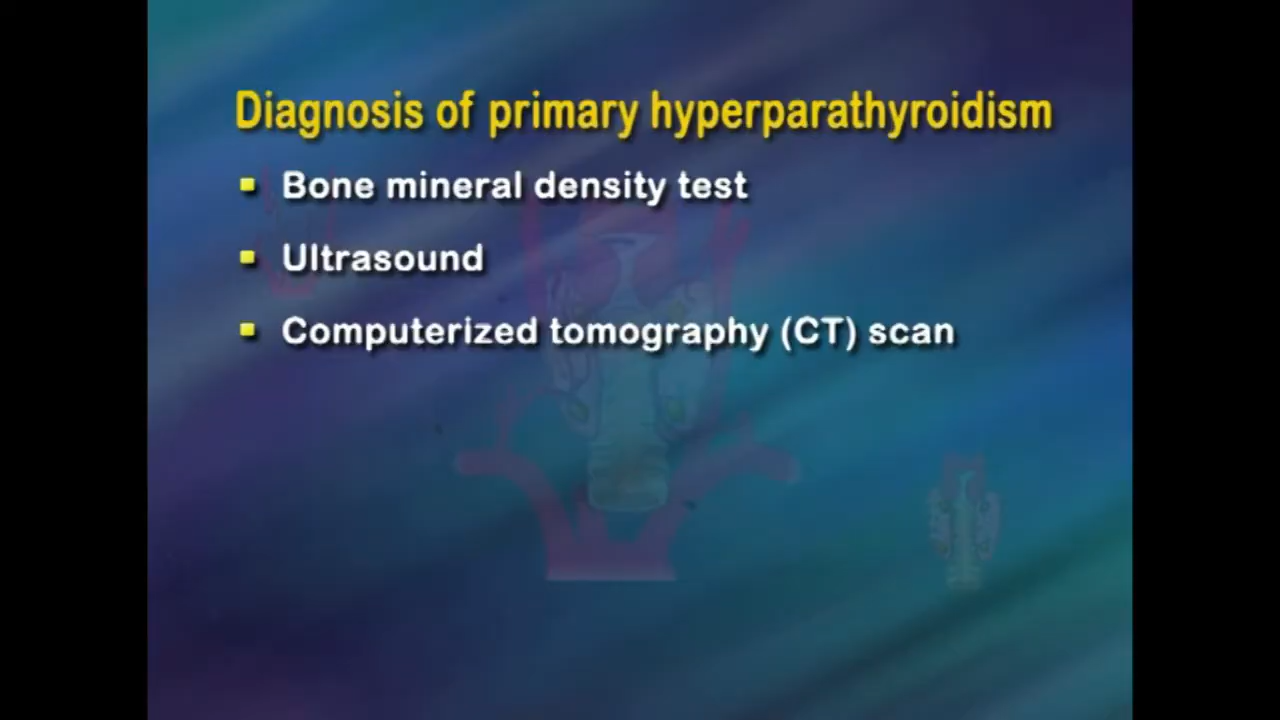 Diagnosis of primary hyperparathyroidism
Bone mineral density test
Ultrasound
Computerized tomography (CT) scan